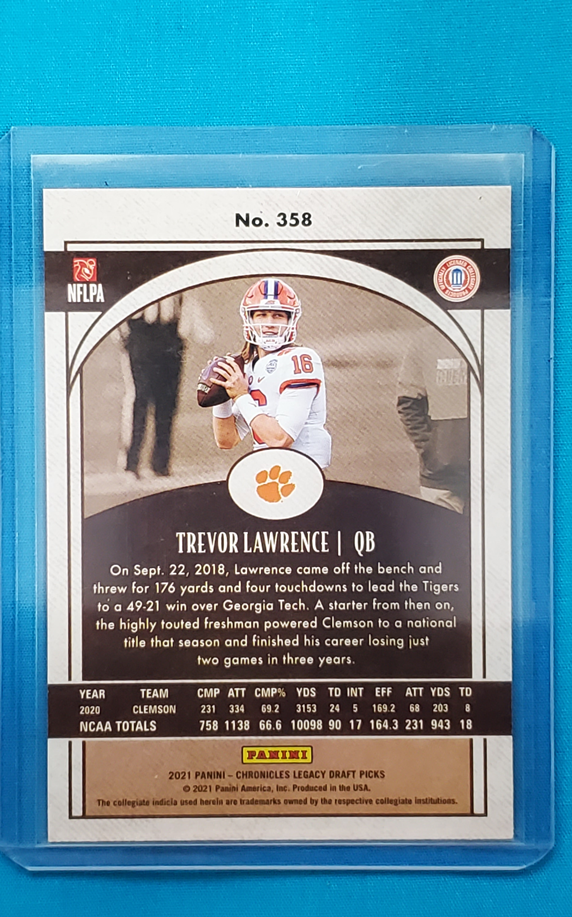 No. 358
NFLPA
OFFICIALLY LICENSED COLLEGIATE PRODUCTS
16
TREVOR LAWRENCE | QB
On Sept. 22, 2018, Lawrence came off the bench and
threw for 176 yards and four touchdowns to lead the Tigers
to a 49-21 win over Georgia Tech. A starter from then on,
the highly touted freshman powered Clemson to a national
title that season and finished his career losing just
two games in three years.
YEAR TEAM CMP ATT CMP% YDS TD INT EFF ATT YDS TD
2020 CLEMSON 231 334 69.2 3153 24 5 169.2 68 203 8
NCAA TOTALS 758 1138 66.6 10098 90 17 164.3 231 943 18
PANINI
2021 PANINI – CHRONICLES LEGACY DRAFT PICKS
© 2021 Panini America, Inc. Produced in the USA.
The collegiate indicia used herein are trademarks owned by the respective collegiate institutions.